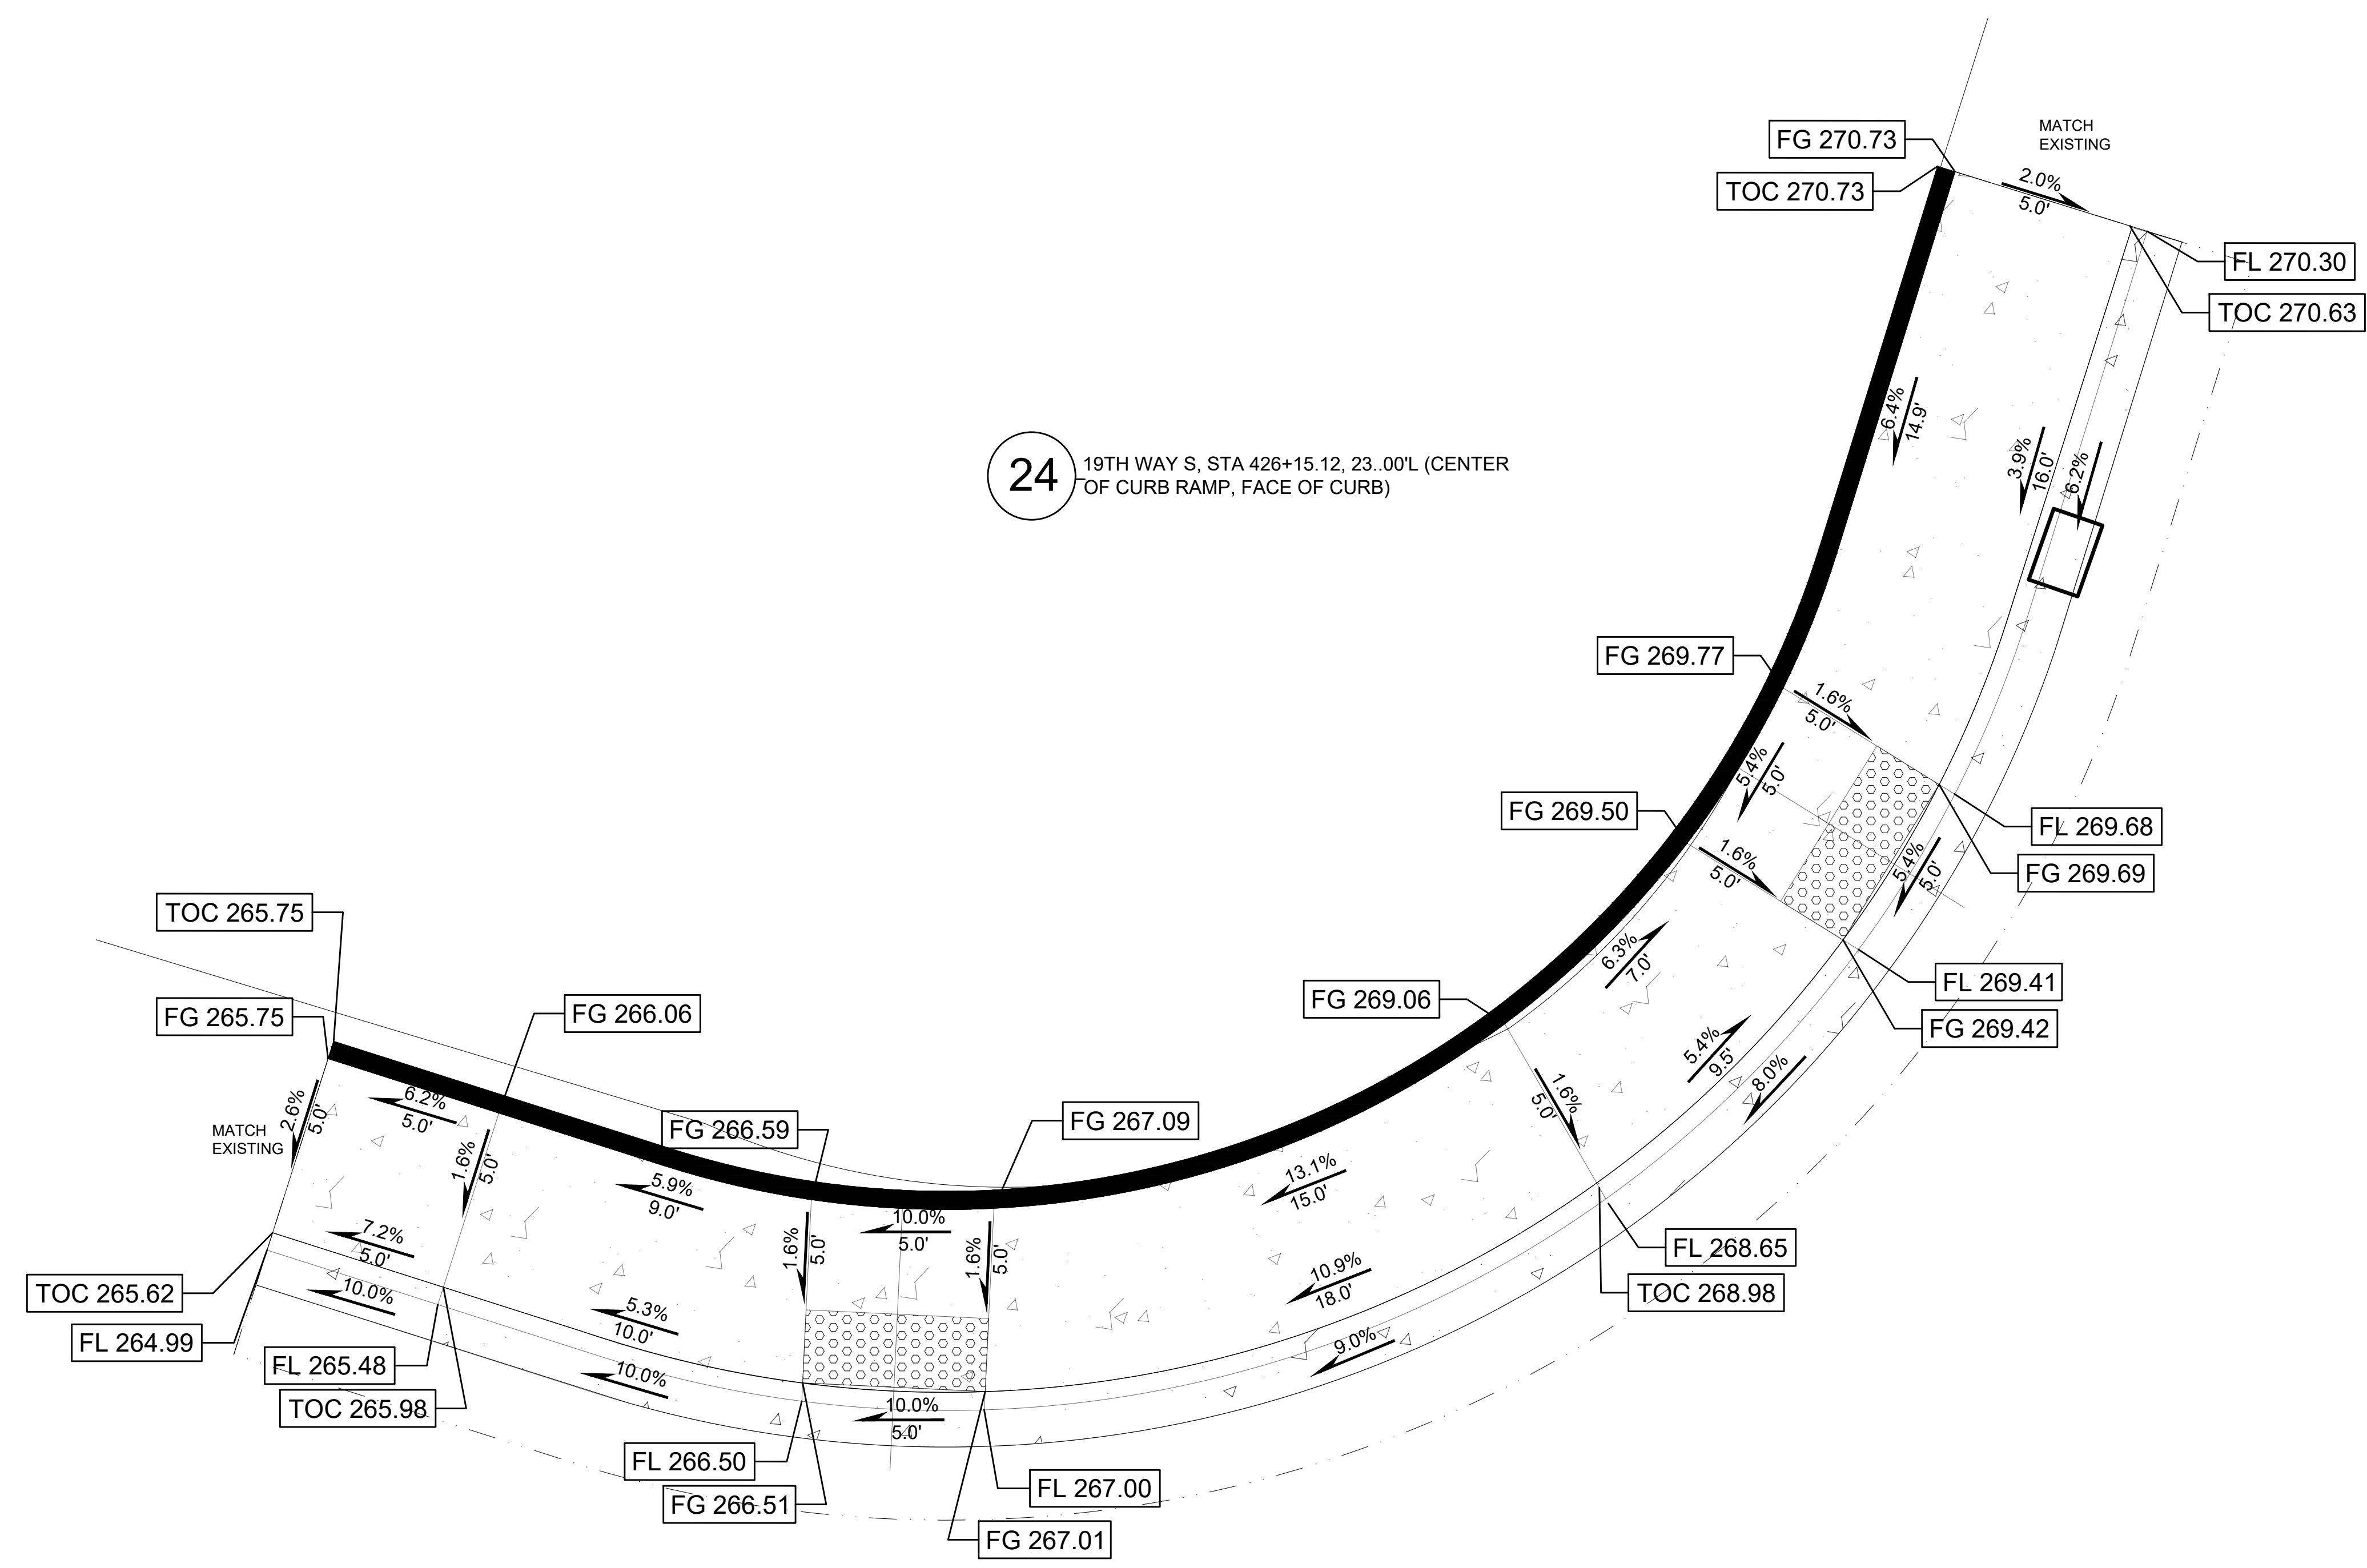 MATCH
EXISTING
FG 270.73
TOC 270.73
2.0%
5.0'
FL 270.30
TOC 270.63
6.4%
14.9'
3.9%
16.0'
6.2%
24
19TH WAY S, STA 426+15.12, 23..00'L (CENTER
OF CURB RAMP, FACE OF CURB)
FG 269.77
1.6%
5.0'
5.4%
5.0'
FG 269.50
1.6%
5.0'
FL 269.68
FG 269.69
5.4%
5.0'
FL 269.41
FG 269.42
6.3%
7.0'
FG 269.06
5.4%
9.5'
8.0%
1.6%
5.0'
TOC 265.75
FG 265.75
FG 266.06
2.6%
5.0'
MATCH
EXISTING
6.2%
5.0'
1.6%
5.0'
FG 266.59
FG 267.09
5.9%
9.0'
13.1%
15.0'
10.0%
5.0'
1.6%
5.0'
1.6%
5.0'
7.2%
5.0'
10.0%
TOC 265.62
FL 264.99
FL 265.48
TOC 265.98
5.3%
10.0'
10.0%
10.9%
18.0'
9.0%
FL 268.65
TOC 268.98
10.0%
5.0'
FL 266.50
FG 266.51
FL 267.00
FG 267.01